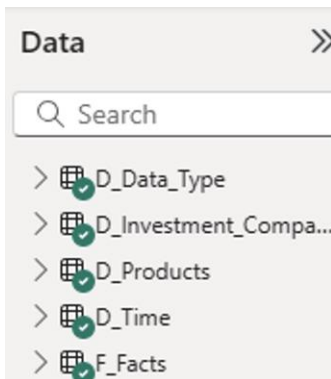 Data
Search
D_Data_Type
D_Investment_Compa...
D_Products
D_Time
F_Facts